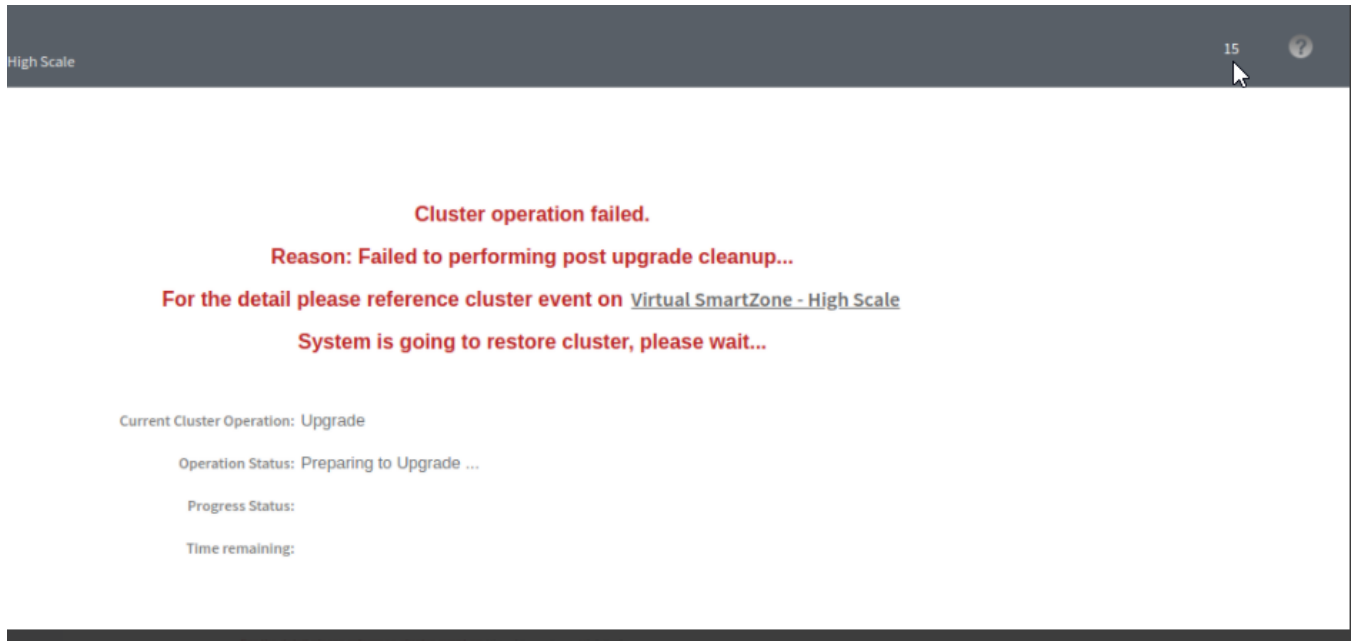 High Scale
15
?
Cluster operation failed.
Reason: Failed to performing post upgrade cleanup...
For the detail please reference cluster event on Virtual SmartZone - High Scale
System is going to restore cluster, please wait...
Current Cluster Operation: Upgrade
Operation Status: Preparing to Upgrade ...
Progress Status:
Time remaining: